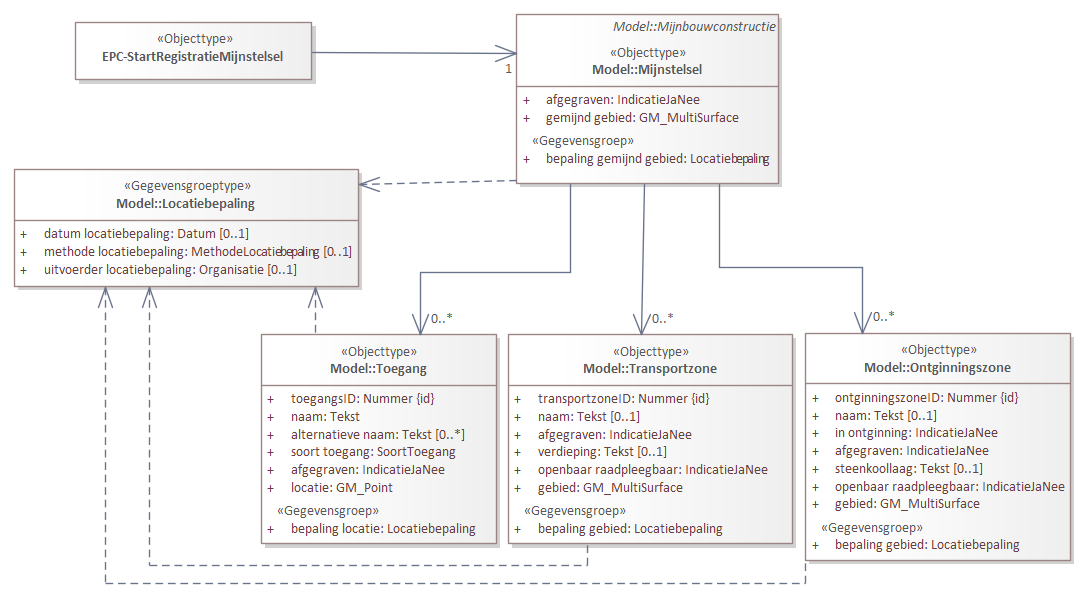 «Objecttype»
EPC-StartRegistratieMijnstelsel
1
Model::Mijnbouwconstructie
«Objecttype»
Model::Mijnstelsel
+ afgegraven: IndicatieJaNee
+ gemijnd gebied: GM_MultiSurface
«Gegevensgroep»
+ bepaling gemijnd gebied: Locatiebepaling
«Gegevensgroeptype»
Model::Locatiebepaling
+ datum locatiebepaling: Datum [0..1]
+ methode locatiebepaling: MethodeLocatiebepaling [0..1]
+ uitvoerder locatiebepaling: Organisatie [0..1]
0..*
0..*
0..*
«Objecttype»
Model::Toegang
+ toegangsID: Nummer {id}
+ naam: Tekst
+ alternatieve naam: Tekst [0..*]
+ soort toegang: SoortToegang
+ afgegraven: IndicatieJaNee
+ locatie: GM_Point
«Gegevensgroep»
+ bepaling locatie: Locatiebepaling
«Objecttype»
Model::Transportzone
+ transportzoneID: Nummer {id}
+ naam: Tekst [0..1]
+ afgegraven: IndicatieJaNee
+ verdieping: Tekst [0..1]
+ openbaar raadpleegbaar: IndicatieJaNee
+ gebied: GM_MultiSurface
«Gegevensgroep»
+ bepaling gebied: Locatiebepaling
«Objecttype»
Model::Ontginningszone
+ ontginningszoneID: Nummer {id}
+ naam: Tekst [0..1]
+ in ontginning: IndicatieJaNee
+ afgegraven: IndicatieJaNee
+ steenkoollaag: Tekst [0..1]
+ openbaar raadpleegbaar: IndicatieJaNee
+ gebied: GM_MultiSurface
«Gegevensgroep»
+ bepaling gebied: Locatiebepaling